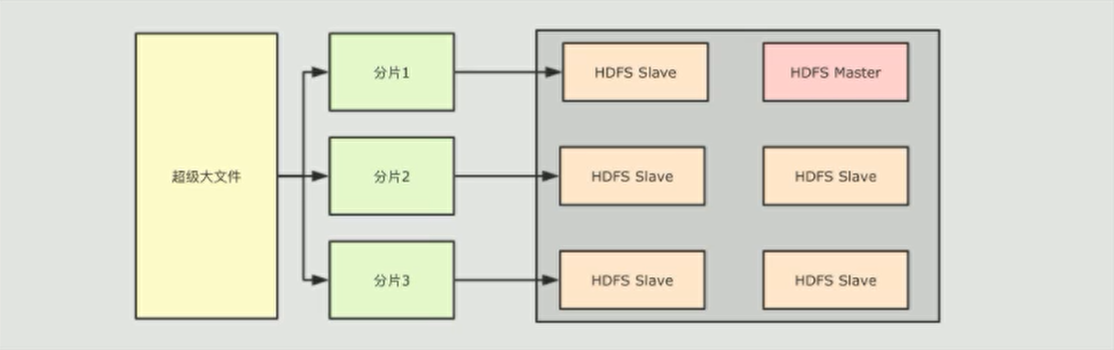 分片1
HDFS Slave
HDFS Master
超级大文件
分片2
HDFS Slave
HDFS Slave
分片3
HDFS Slave
HDFS Slave